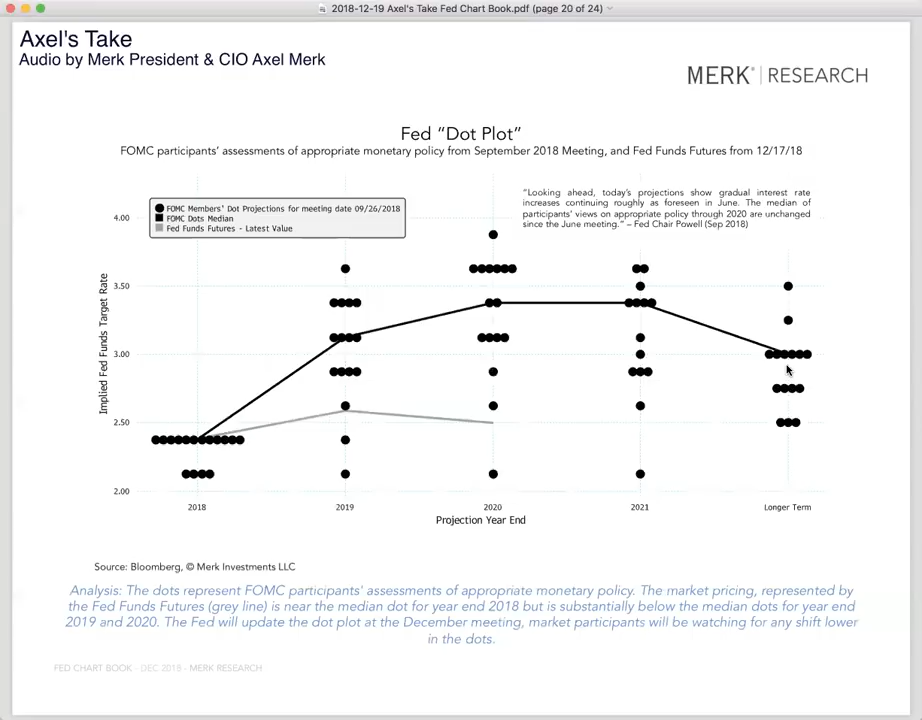 2018-12-19 Axel's Take Fed Chart Book.pdf (page 20 of 24)
Axel's Take
Audio by Merk President & CIO Axel Merk
MERK® | RESEARCH
Fed “Dot Plot”
FOMC participants’ assessments of appropriate monetary policy from September 2018 Meeting, and Fed Funds Futures from 12/17/18
“Looking ahead, today’s projections show gradual interest rate
increases continuing roughly as foreseen in June. The median of
participants’ views on appropriate policy through 2020 are unchanged
since the June meeting.” – Fed Chair Powell (Sep 2018)
FOMC Members' Dot Projections for meeting date 09/26/2018
FOMC Dots Median
Fed Funds Futures - Latest Value
Implied Fed Funds Target Rate
4.00
3.50
3.00
2.50
2.00
2018
2019
2020
2021
Longer Term
Projection Year End
Source: Bloomberg, © Merk Investments LLC
Analysis: The dots represent FOMC participants’ assessments of appropriate monetary policy. The market pricing, represented by
the Fed Funds Futures (grey line) is near the median dot for year end 2018 but is substantially below the median dots for year end
2019 and 2020. The Fed will update the dot plot at the December meeting, market participants will be watching for any shift lower
in the dots.
FED CHART BOOK - DEC 2019 - MERK RESEARCH